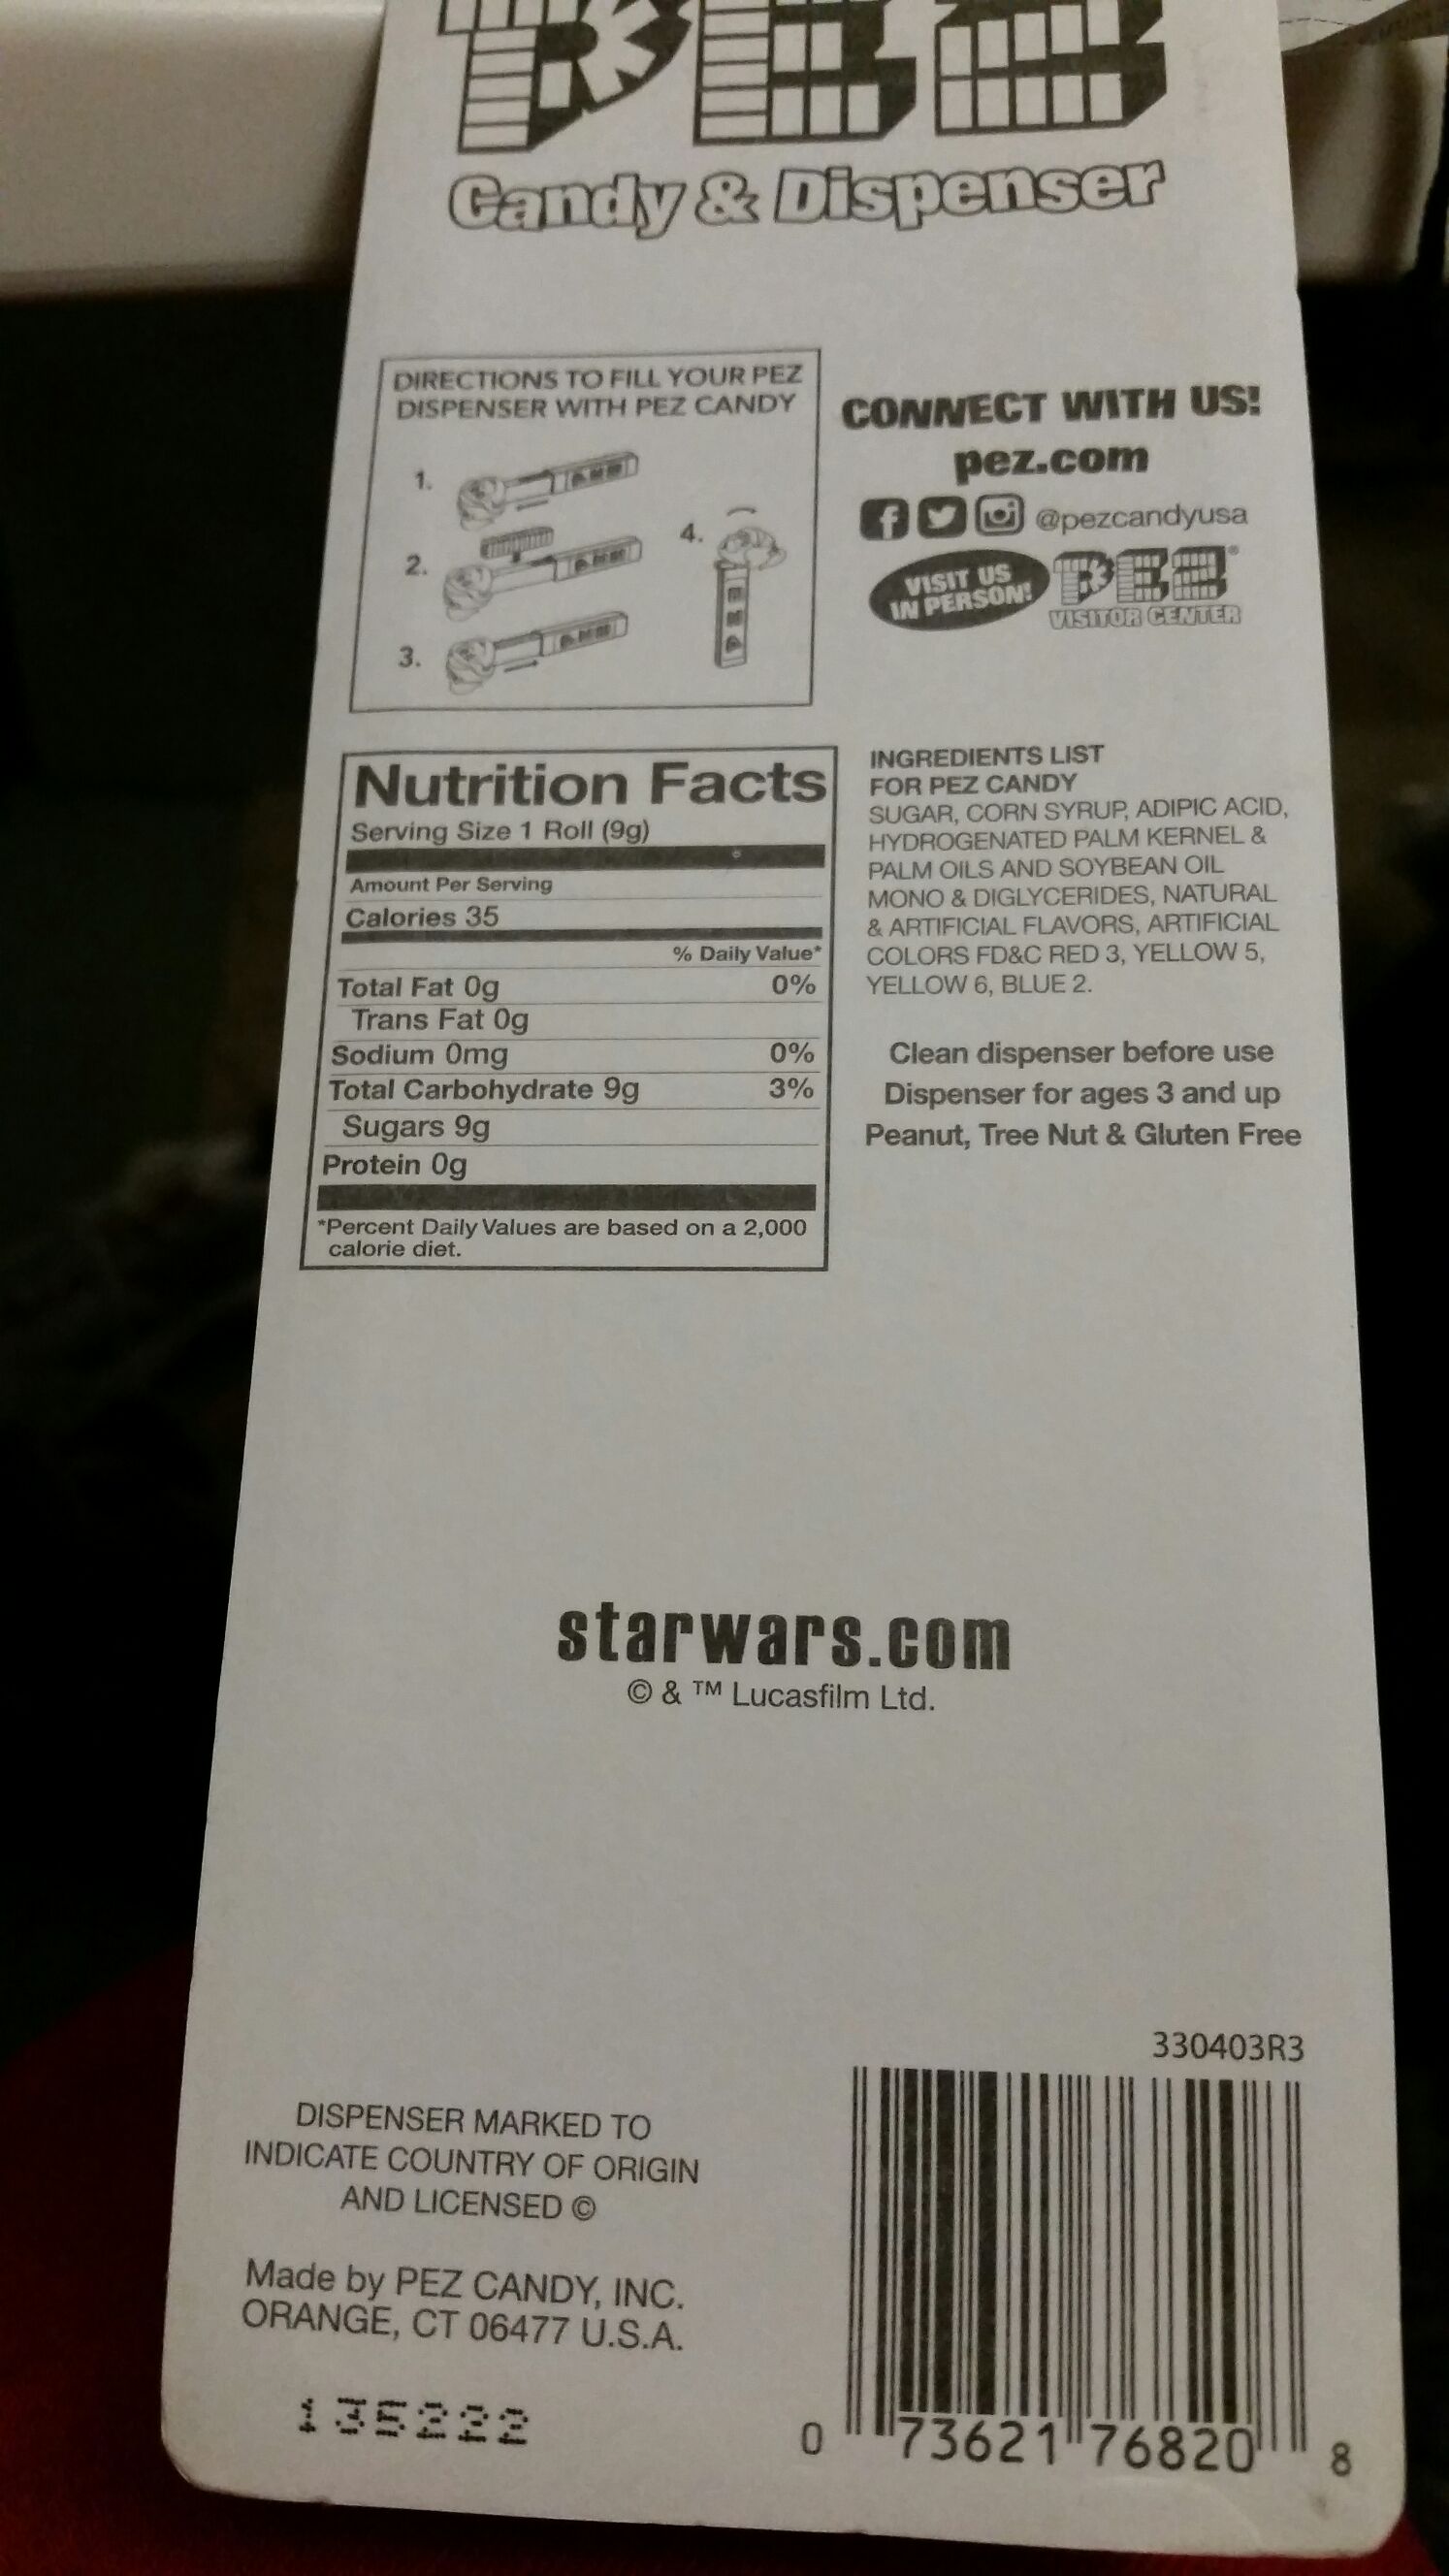 PEZ
Candy & Dispenser
DIRECTIONS TO FILL YOUR PEZ
DISPENSER WITH PEZ CANDY
1.
2.
3.
4.
CONNECT WITH US!
pez.com
@pezcandyusa
VISIT US
IN PERSON!
PEZ®
VISITOR CENTER
Nutrition Facts
Serving Size 1 Roll (9g)
Amount Per Serving
Calories 35
% Daily Value*
Total Fat 0g 0%
Trans Fat 0g
Sodium 0mg 0%
Total Carbohydrate 9g 3%
Sugars 9g
Protein 0g
*Percent Daily Values are based on a 2,000
calorie diet.
INGREDIENTS LIST
FOR PEZ CANDY
SUGAR, CORN SYRUP, ADIPIC ACID,
HYDROGENATED PALM KERNEL &
PALM OILS AND SOYBEAN OIL
MONO & DIGLYCERIDES, NATURAL
& ARTIFICIAL FLAVORS, ARTIFICIAL
COLORS FD&C RED 3, YELLOW 5,
YELLOW 6, BLUE 2.
Clean dispenser before use
Dispenser for ages 3 and up
Peanut, Tree Nut & Gluten Free
starwars.com
© & ™ Lucasfilm Ltd.
DISPENSER MARKED TO
INDICATE COUNTRY OF ORIGIN
AND LICENSED ©
Made by PEZ CANDY, INC.
ORANGE, CT 06477 U.S.A.
135222
330403R3
0 73621 76820 8